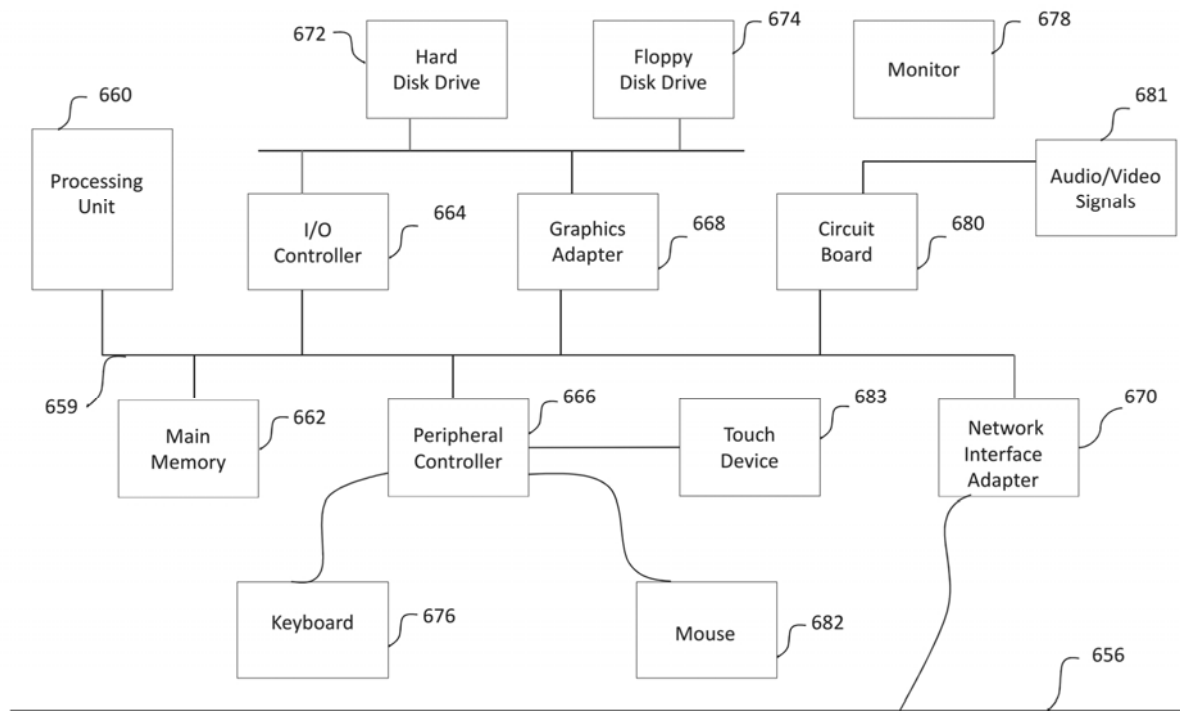 672
Hard
Disk Drive
674
Floppy
Disk Drive
678
Monitor
660
Processing
Unit
681
Audio/Video
Signals
I/O
Controller
664
Graphics
Adapter
668
Circuit
Board
680
659
Main
Memory
662
Peripheral
Controller
666
Touch
Device
683
Network
Interface
Adapter
670
Keyboard
676
Mouse
682
656